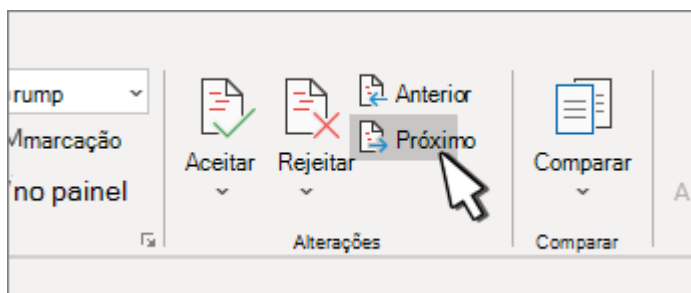 rump
Mmarcação
no painel
Aceitar
Rejeitar
Anterior
Próximo
Alterações
Comparar
Comparar
A